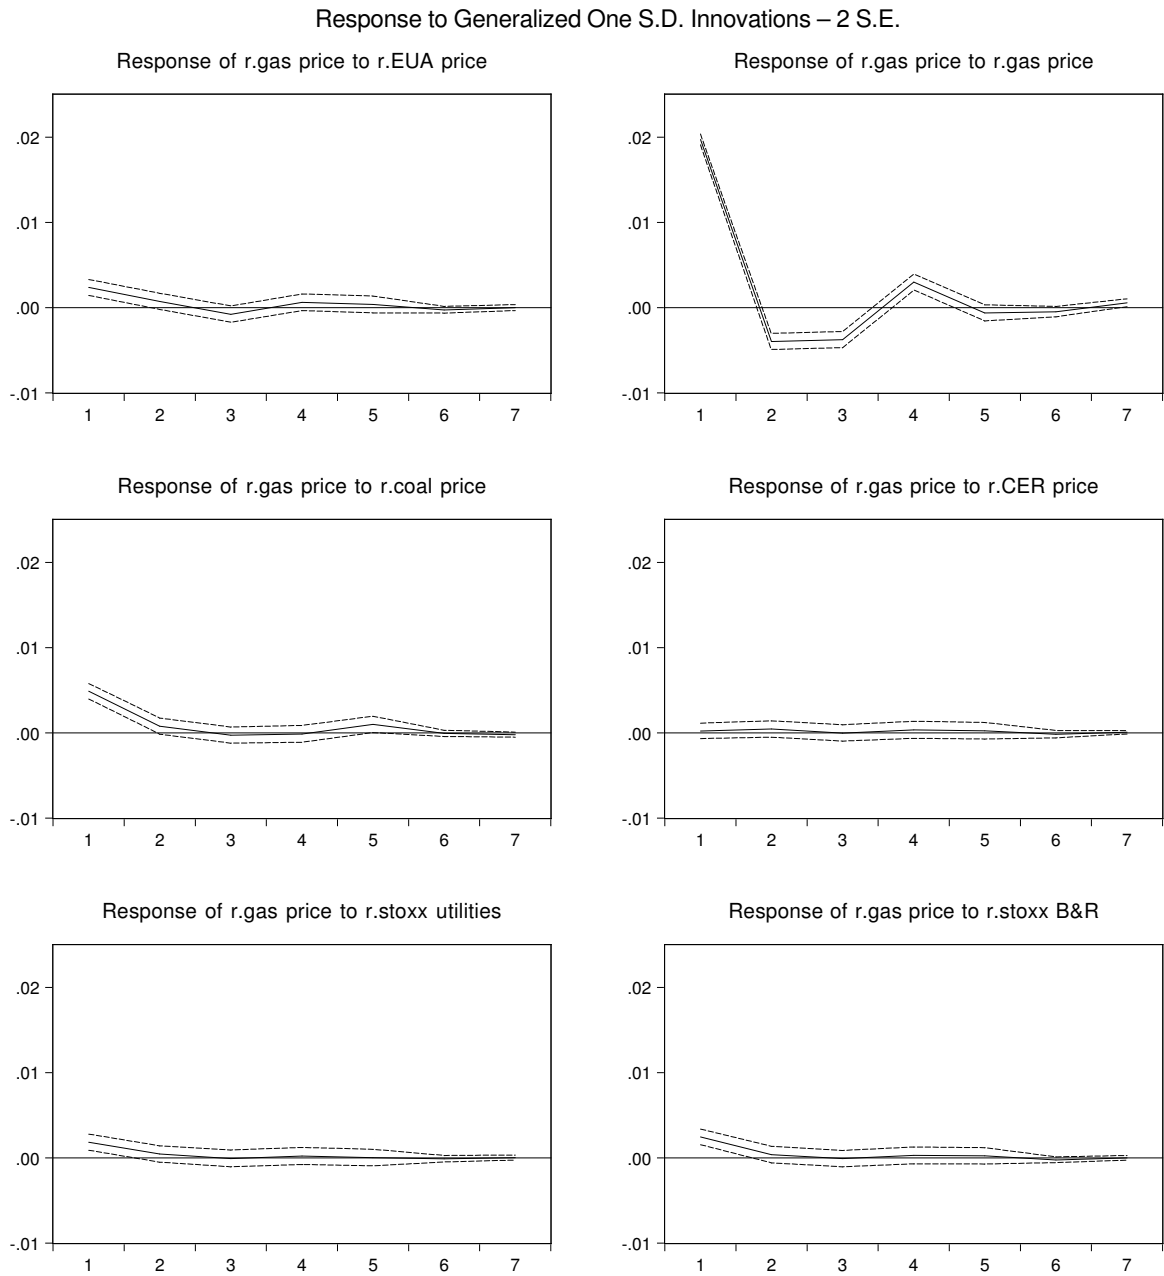 Response to Generalized One S.D. Innovations – 2 S.E.
Response of r.gas price to r.EUA price
.02
.01
.00
-.01
1 2 3 4 5 6 7
Response of r.gas price to r.gas price
.02
.01
.00
-.01
1 2 3 4 5 6 7
Response of r.gas price to r.coal price
.02
.01
.00
-.01
1 2 3 4 5 6 7
Response of r.gas price to r.CER price
.02
.01
.00
-.01
1 2 3 4 5 6 7
Response of r.gas price to r.stoxx utilities
.02
.01
.00
-.01
1 2 3 4 5 6 7
Response of r.gas price to r.stoxx B&R
.02
.01
.00
-.01
1 2 3 4 5 6 7